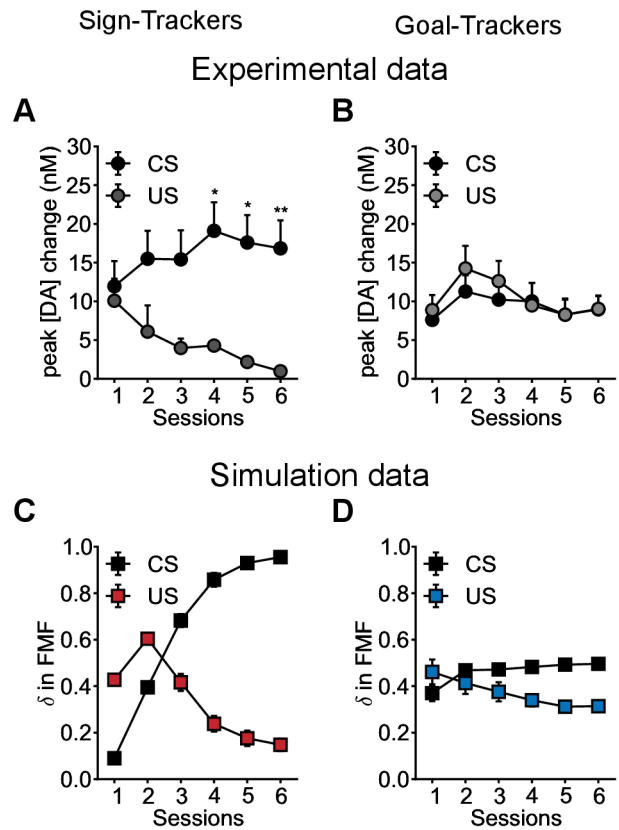 Sign-Trackers
Goal-Trackers
Experimental data
A
B
peak [DA] change (nM)
30
25
20
15
10
5
0
CS
US
*
*
**
1 2 3 4 5 6
Sessions
peak [DA] change (nM)
30
25
20
15
10
5
0
CS
US
1 2 3 4 5 6
Sessions
Simulation data
C
D
δ in FMF
1.0
0.8
0.6
0.4
0.2
0.0
CS
US
1 2 3 4 5 6
Sessions
δ in FMF
1.0
0.8
0.6
0.4
0.2
0.0
CS
US
1 2 3 4 5 6
Sessions